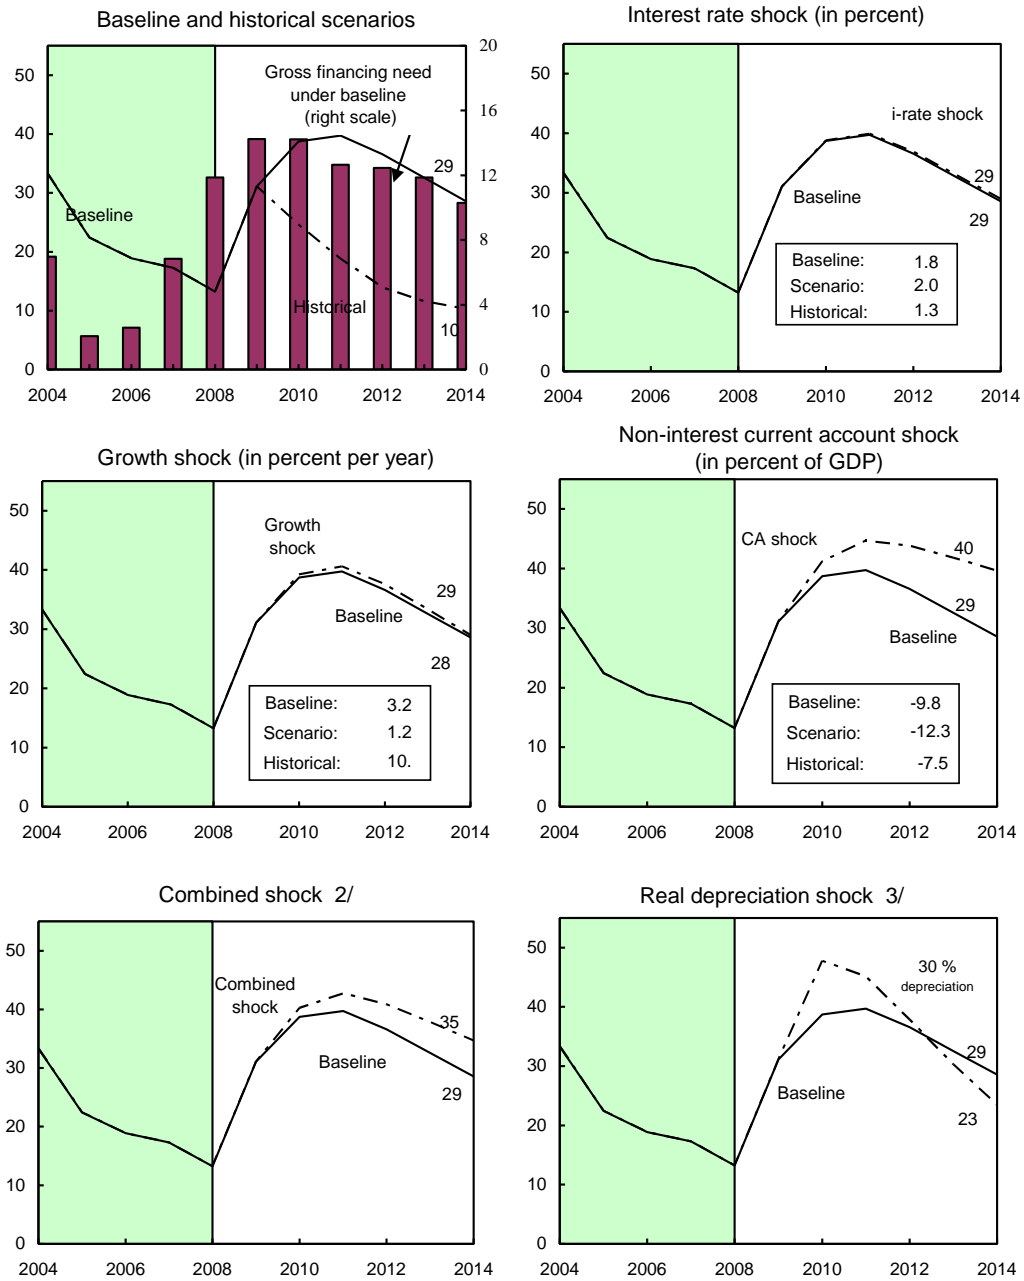 Baseline and historical scenarios
20
50
Gross financing need
under baseline
(right scale)
16
40
29
12
30
Baseline
20
8
Historical
10
4
10
0
0
2004 2006 2008 2010 2012 2014
Interest rate shock (in percent)
50
i-rate shock
40
29
30
Baseline
29
20
Baseline: 1.8
Scenario: 2.0
Historical: 1.3
10
0
2004 2006 2008 2010 2012 2014
Growth shock (in percent per year)
50
Growth
shock
40
29
Baseline
30
28
20
Baseline: 3.2
Scenario: 1.2
Historical: 10.
10
0
2004 2006 2008 2010 2012 2014
Non-interest current account shock
(in percent of GDP)
50
CA shock
40
40
29
30
Baseline
20
Baseline: -9.8
Scenario: -12.3
Historical: -7.5
10
0
2004 2006 2008 2010 2012 2014
Combined shock 2/
50
Combined
shock
40
35
30
Baseline
29
20
10
0
2004 2006 2008 2010 2012 2014
Real depreciation shock 3/
50
30 %
depreciation
40
29
30
Baseline
23
20
10
0
2004 2006 2008 2010 2012 2014